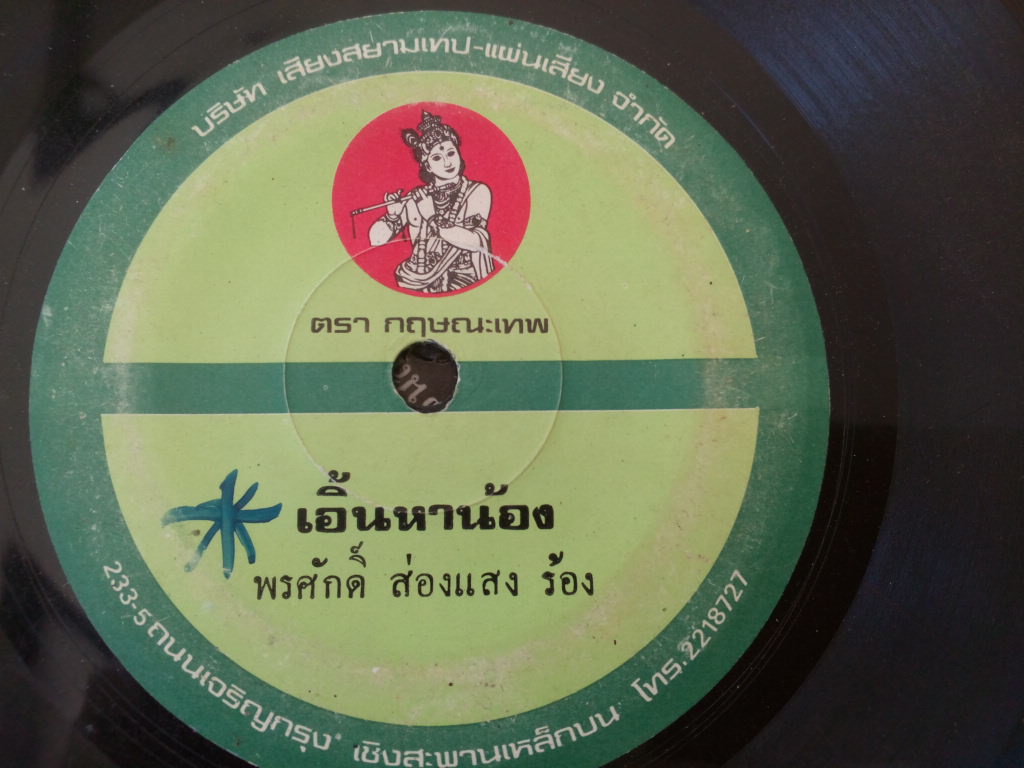 บริษัท เสียงสยามเทป-แผ่นเสียง จำกัด
ตรา กฤษณะเทพ
เอิ้นหาน้อง
พรศักดิ์ ส่องแสง ร้อง
233-5 ถนนเจริญกรุง เชิงสะพานเหล็กบน โทร.2218727